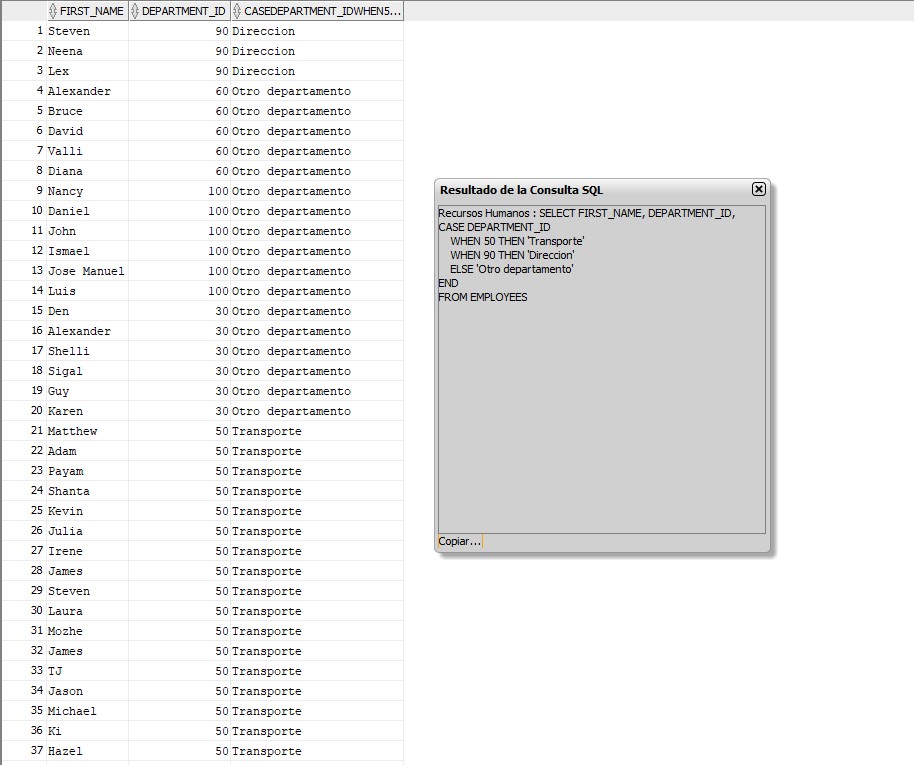 FIRST_NAME DEPARTMENT_ID CASEDEPARTMENT_IDWHEN5...
1 Steven 90 Direccion
2 Neena 90 Direccion
3 Lex 90 Direccion
4 Alexander 60 Otro departamento
5 Bruce 60 Otro departamento
6 David 60 Otro departamento
7 Valli 60 Otro departamento
8 Diana 60 Otro departamento
9 Nancy 100 Otro departamento
10 Daniel 100 Otro departamento
11 John 100 Otro departamento
12 Ismael 100 Otro departamento
13 Jose Manuel 100 Otro departamento
14 Luis 100 Otro departamento
15 Den 30 Otro departamento
16 Alexander 30 Otro departamento
17 Shelli 30 Otro departamento
18 Sigal 30 Otro departamento
19 Guy 30 Otro departamento
20 Karen 30 Otro departamento
21 Matthew 50 Transporte
22 Adam 50 Transporte
23 Payam 50 Transporte
24 Shanta 50 Transporte
25 Kevin 50 Transporte
26 Julia 50 Transporte
27 Irene 50 Transporte
28 James 50 Transporte
29 Steven 50 Transporte
30 Laura 50 Transporte
31 Mozhe 50 Transporte
32 James 50 Transporte
33 TJ 50 Transporte
34 Jason 50 Transporte
35 Michael 50 Transporte
36 Ki 50 Transporte
37 Hazel 50 Transporte
Resultado de la Consulta SQL
Recursos Humanos : SELECT FIRST_NAME, DEPARTMENT_ID,
CASE DEPARTMENT_ID
WHEN 50 THEN 'Transporte'
WHEN 90 THEN 'Direccion'
ELSE 'Otro departamento'
END
FROM EMPLOYEES
Copiar...